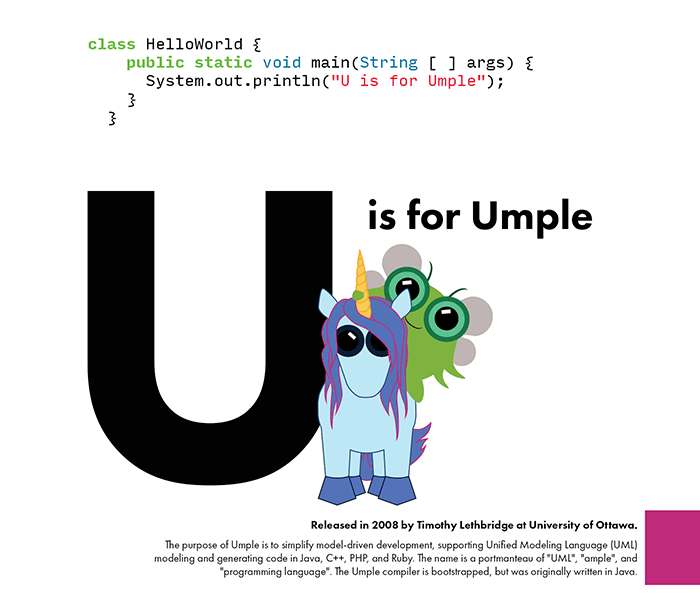 class HelloWorld {
public static void main(String [ ] args) {
System.out.println("U is for Umple");
}
}
U
is for Umple
Released in 2008 by Timothy Lethbridge at University of Ottawa.
The purpose of Umple is to simplify model-driven development, supporting Unified Modeling Language (UML)
modeling and generating code in Java, C++, PHP, and Ruby. The name is a portmanteau of "UML", "ample", and
"programming language". The Umple compiler is bootstrapped, but was originally written in Java.